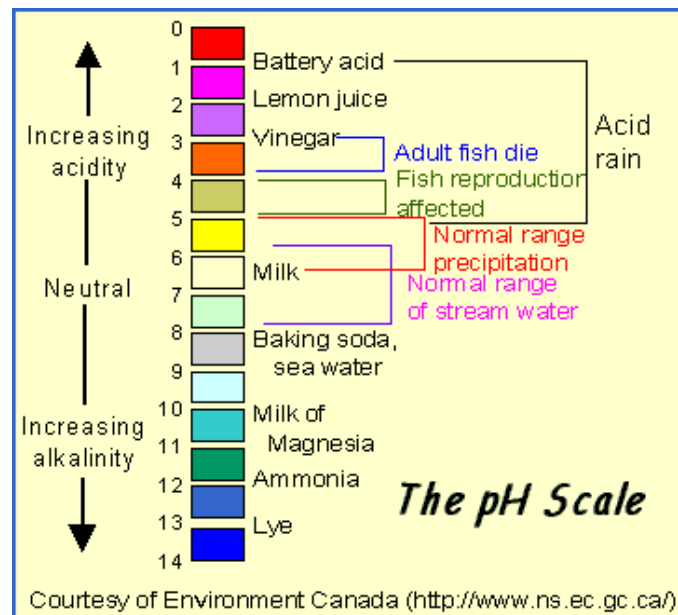 0
1
Battery acid
2
Lemon juice
3
Vinegar
Increasing
acidity
Adult fish die
Acid
rain
4
Fish reproduction
affected
5
Normal range
precipitation
6
Milk
Neutral
7
Normal range
of stream water
8
Baking soda,
sea water
9
10
Milk of
Magnesia
Increasing
alkalinity
11
Ammonia
12
13
Lye
14
The pH Scale
Courtesy of Environment Canada (http://www.ns.ec.gc.ca/)